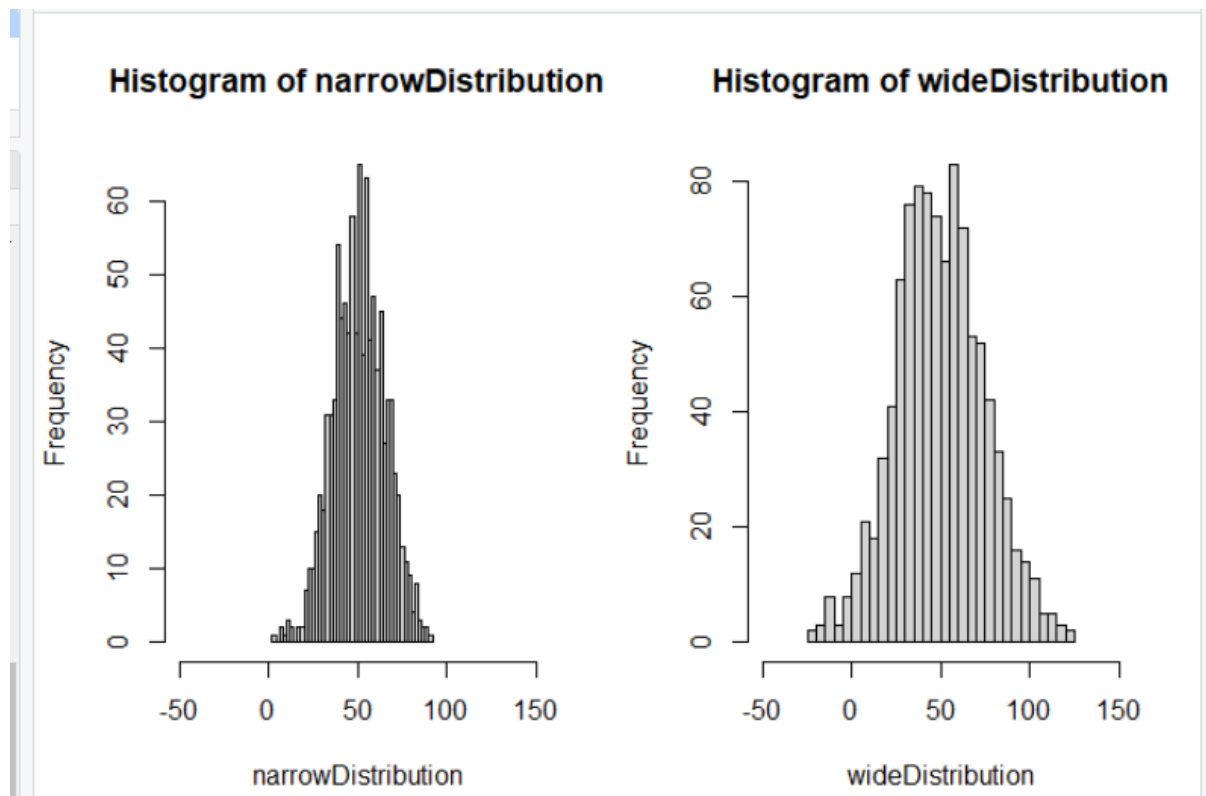 Histogram of narrowDistribution
Frequency
60
50
40
30
20
10
0
-50 0 50 100 150
narrowDistribution
Histogram of wideDistribution
Frequency
80
60
40
20
0
-50 0 50 100 150
wideDistribution